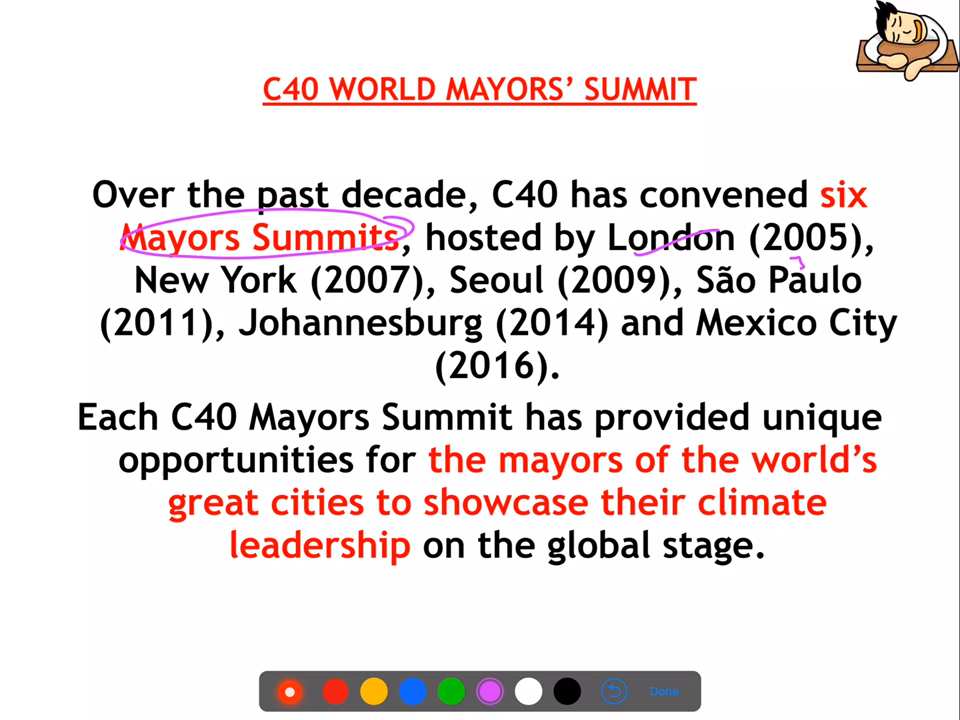 C40 WORLD MAYORS’ SUMMIT
Over the past decade, C40 has convened six
Mayors Summits, hosted by London (2005),
New York (2007), Seoul (2009), São Paulo
(2011), Johannesburg (2014) and Mexico City
(2016).
Each C40 Mayors Summit has provided unique
opportunities for the mayors of the world’s
great cities to showcase their climate
leadership on the global stage.
Done